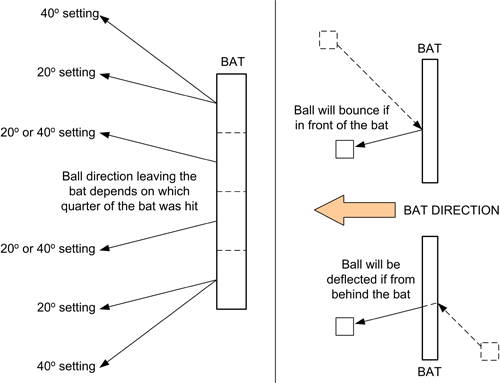 40º setting
20º setting
BAT
20º or 40º setting
Ball direction leaving the
bat depends on which
quarter of the bat was hit
20º or 40º setting
20º setting
40º setting
BAT
Ball will bounce if
in front of the bat
BAT DIRECTION
Ball will be
deflected if from
behind the bat
BAT